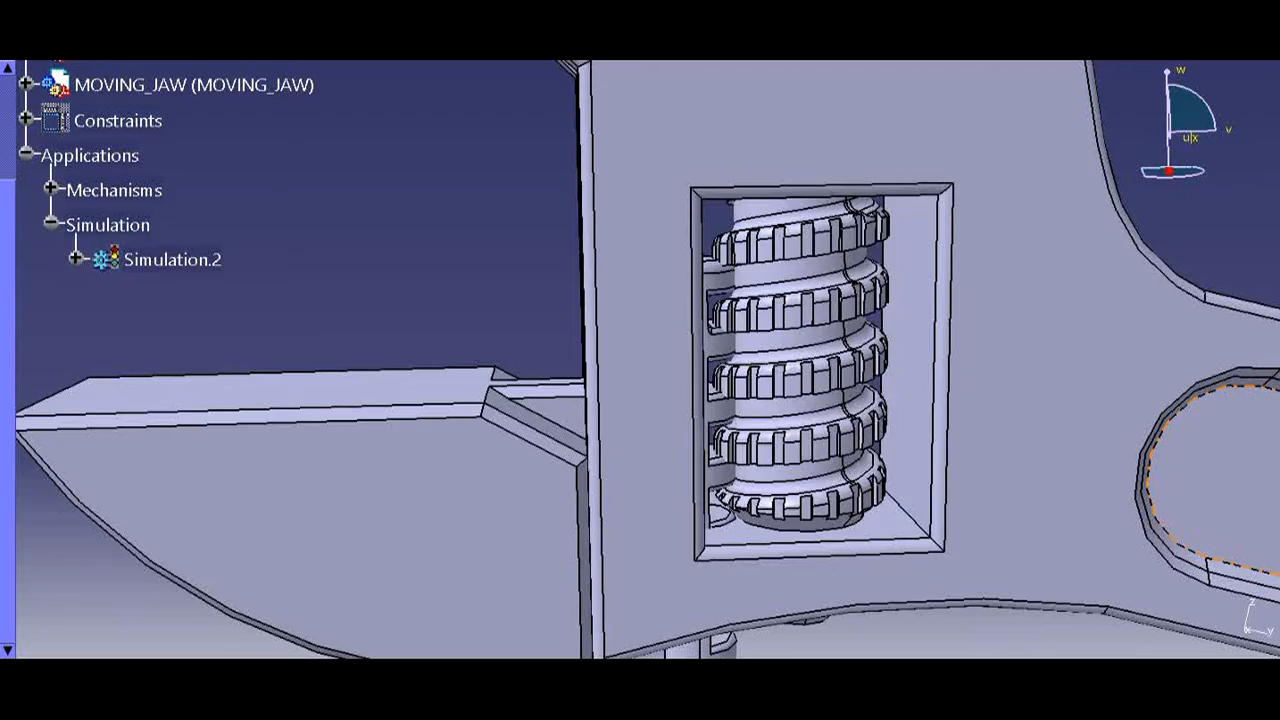 MOVING_JAW (MOVING_JAW)
Constraints
Applications
Mechanisms
Simulation
Simulation.2
w
v
u|x
z
x y